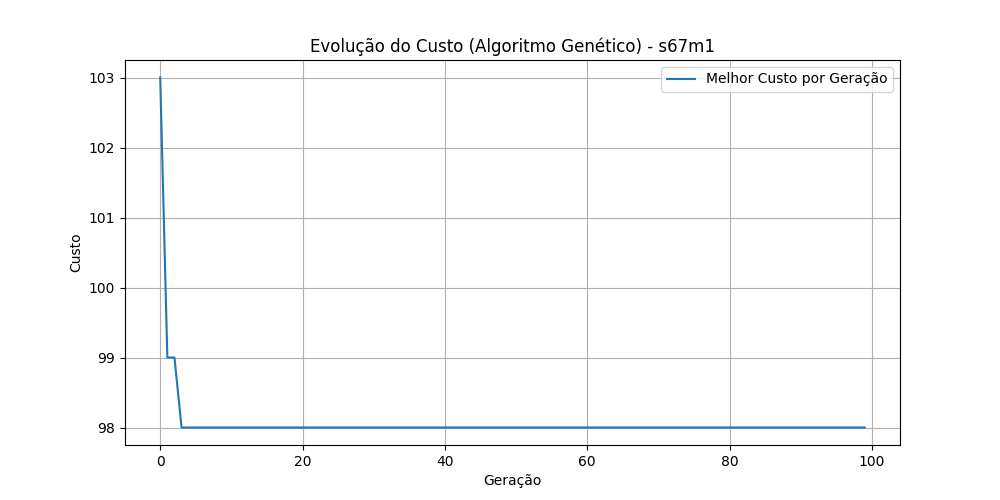 Evolução do Custo (Algoritmo Genético) - s67m1
Melhor Custo por Geração
103
102
101
100
99
98
Custo
0 20 40 60 80 100
Geração